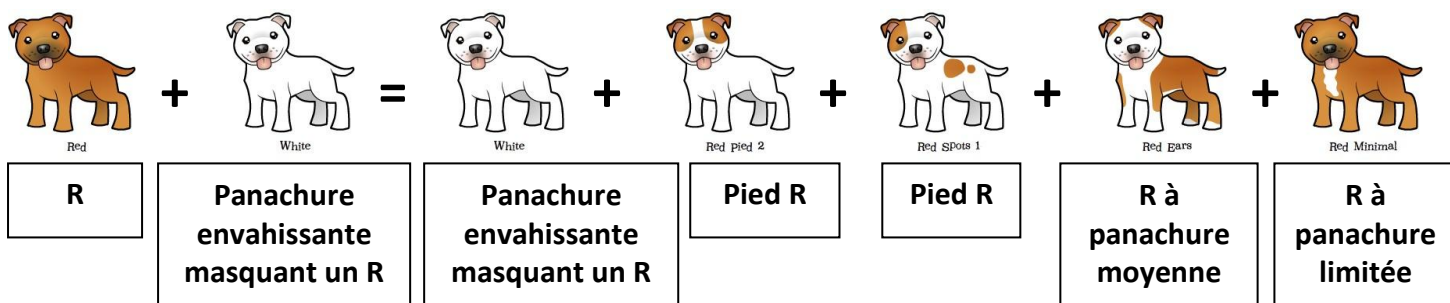 + + = + + + +
Red White White Red Pied 2 Red Spots 1 Red Ears Red Minimal
R
Panachure
envahissante
masquant un R
Panachure
envahissante
masquant un R
Pied R
Pied R
R à
panachure
moyenne
R à
panachure
limitée